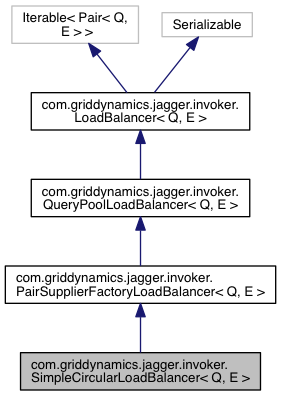 Iterable< Pair< Q,
E > >
Serializable
com.griddynamics.jagger.invoker.
LoadBalancer< Q, E >
com.griddynamics.jagger.invoker.
QueryPoolLoadBalancer< Q, E >
com.griddynamics.jagger.invoker.
PairSupplierFactoryLoadBalancer< Q, E >
com.griddynamics.jagger.invoker.
SimpleCircularLoadBalancer< Q, E >